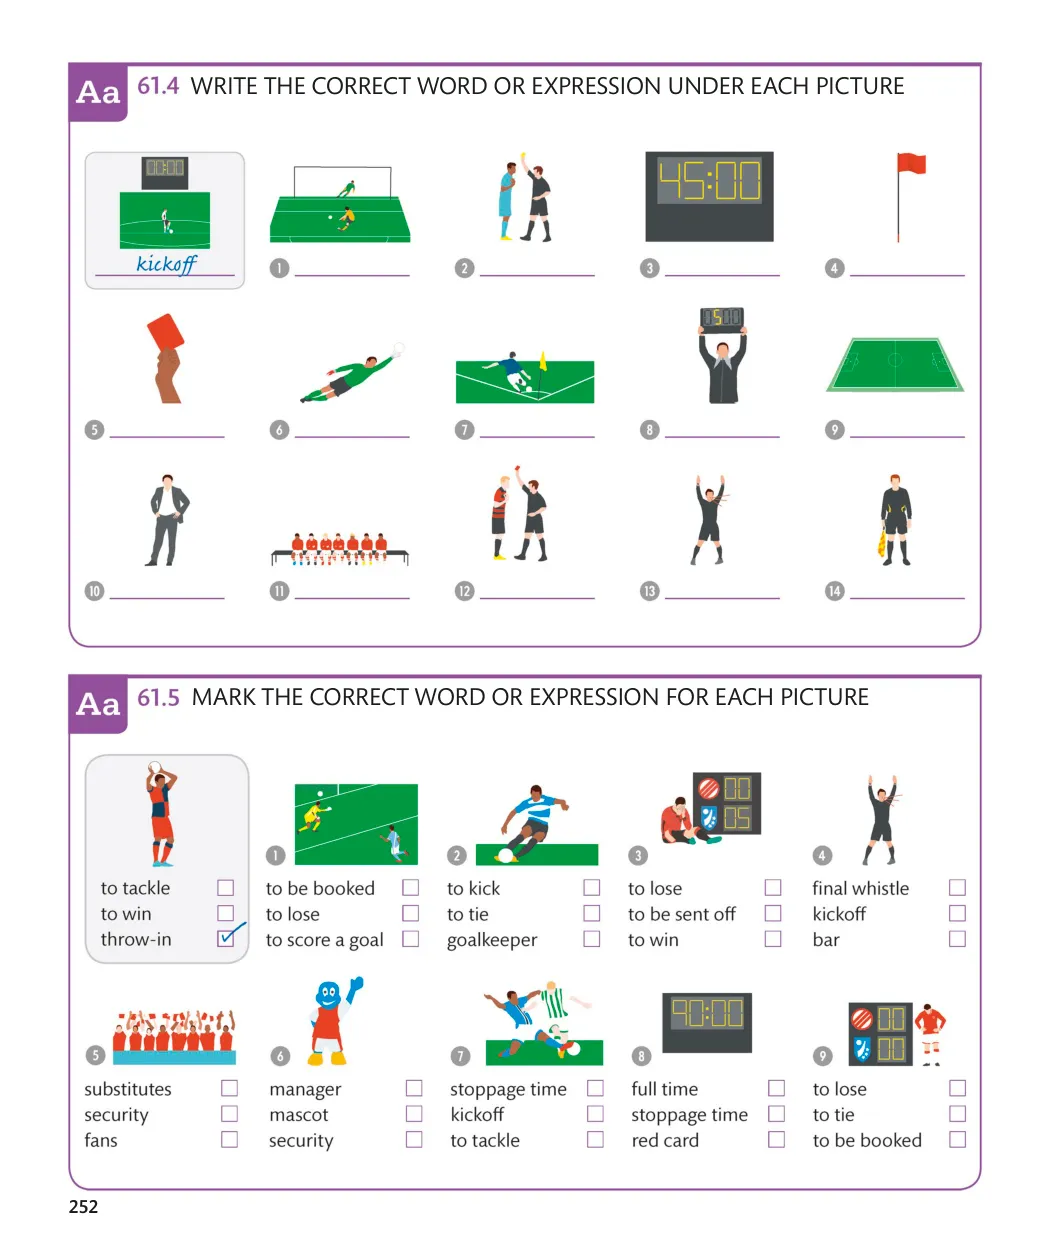 Aa 61.4 WRITE THE CORRECT WORD OR EXPRESSION UNDER EACH PICTURE
00:00
kickoff
1
2
45:00
3
4
5
6
7
5
8
9
10
11
12
13
14
Aa 61.5 MARK THE CORRECT WORD OR EXPRESSION FOR EACH PICTURE
to tackle
to win
throw-in
1
to be booked
to lose
to score a goal
2
to kick
to tie
goalkeeper
00
05
3
to lose
to be sent off
to win
4
final whistle
kickoff
bar
5
substitutes
security
fans
6
manager
mascot
security
7
stoppage time
kickoff
to tackle
90:00
8
full time
stoppage time
red card
00
00
9
to lose
to tie
to be booked
252